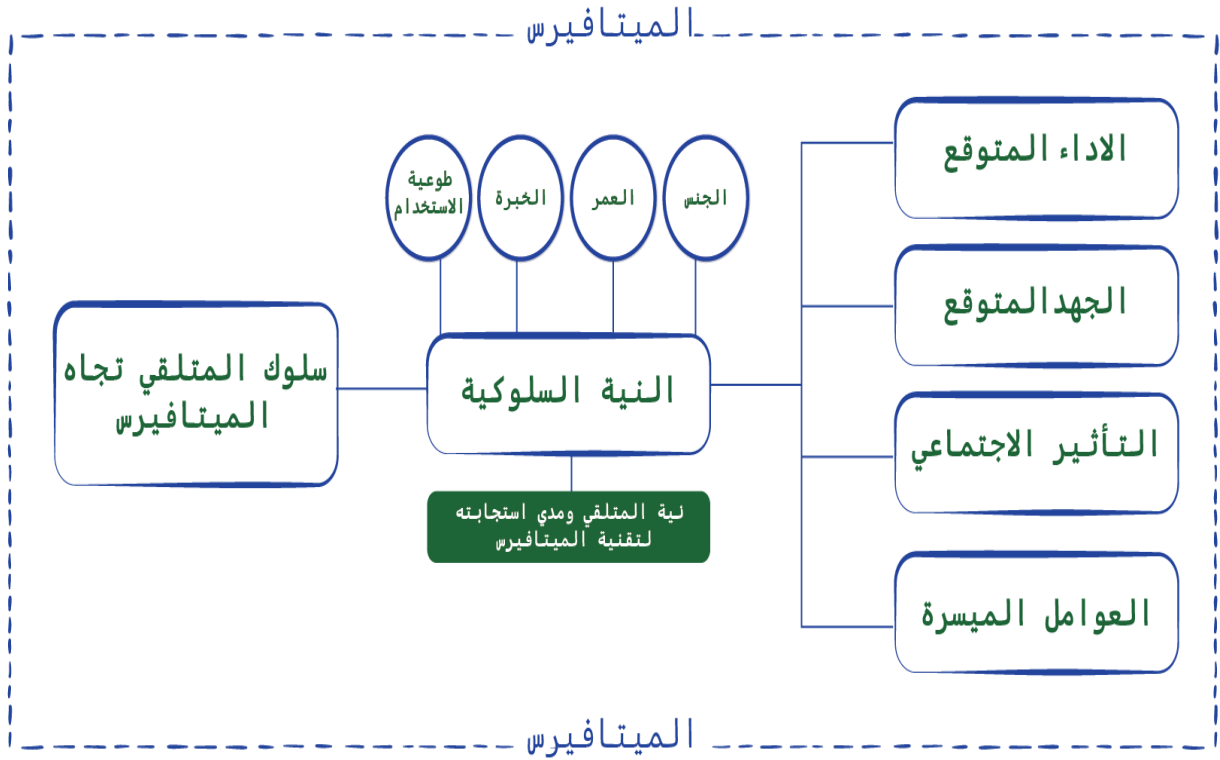 الميتافيرس
الاداء المتوقع
الجهدالمتوقع
التأثير الاجتماعي
العوامل الميسرة
الجنس
العمر
الخبرة
طوعية
الاستخدام
النية السلوكية
نية المتلقي ومدي استجابته
لتقنية الميتافيرس
سلوك المتلقي تجاه
الميتافيرس
الميتافيرس